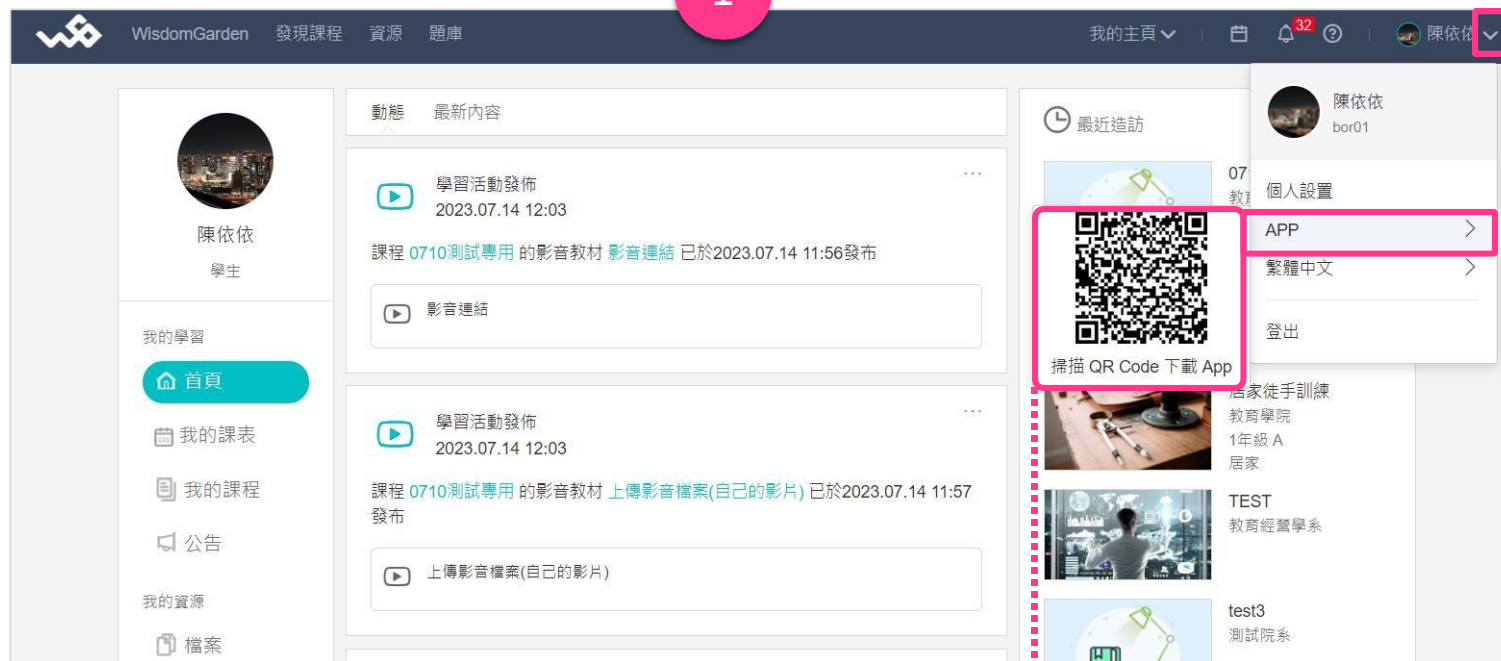 1
WisdomGarden 發現課程 資源 題庫 我的主頁 32 陳依依
陳依依
學生
我的學習
首頁
我的課表
我的課程
公告
我的資源
檔案
動態 最新內容
學習活動發佈
2023.07.14 12:03
課程 0710測試專用 的影音教材 影音連結 已於2023.07.14 11:56發布
影音連結
學習活動發佈
2023.07.14 12:03
課程 0710測試專用 的影音教材 上傳影音檔案(自己的影片) 已於2023.07.14 11:57
發布
上傳影音檔案(自己的影片)
最近造訪
07
掃描 QR Code 下載 App
居家徒手訓練
教育學院
1年級 A
居家
TEST
教育經營學系
test3
測試院系
陳依依
bor01
個人設置
APP
繁體中文
登出